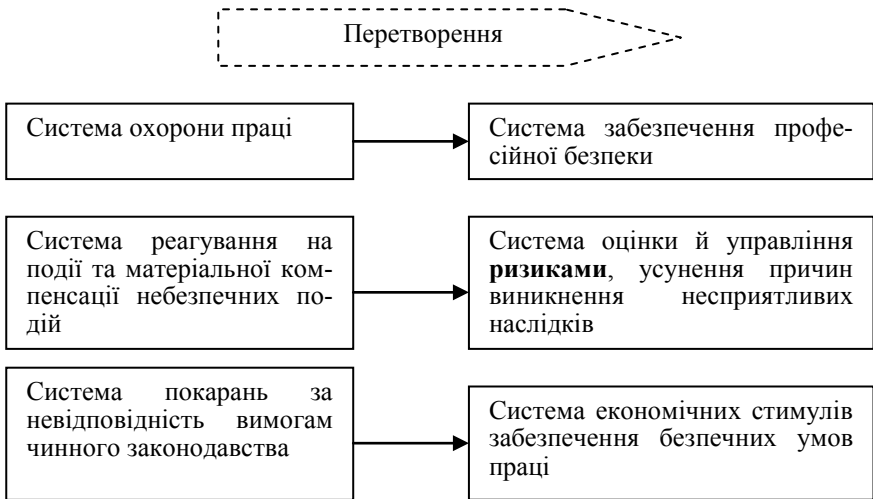 Перетворення
Система охорони праці
Система забезпечення профе-
сійної безпеки
Система реагування на
події та матеріальної ком-
пенсації небезпечних по-
дій
Система оцінки й управління
ризиками, усунення причин
виникнення несприятливих
наслідків
Система покарань за
невідповідність вимогам
чинного законодавства
Система економічних стимулів
забезпечення безпечних умов
праці